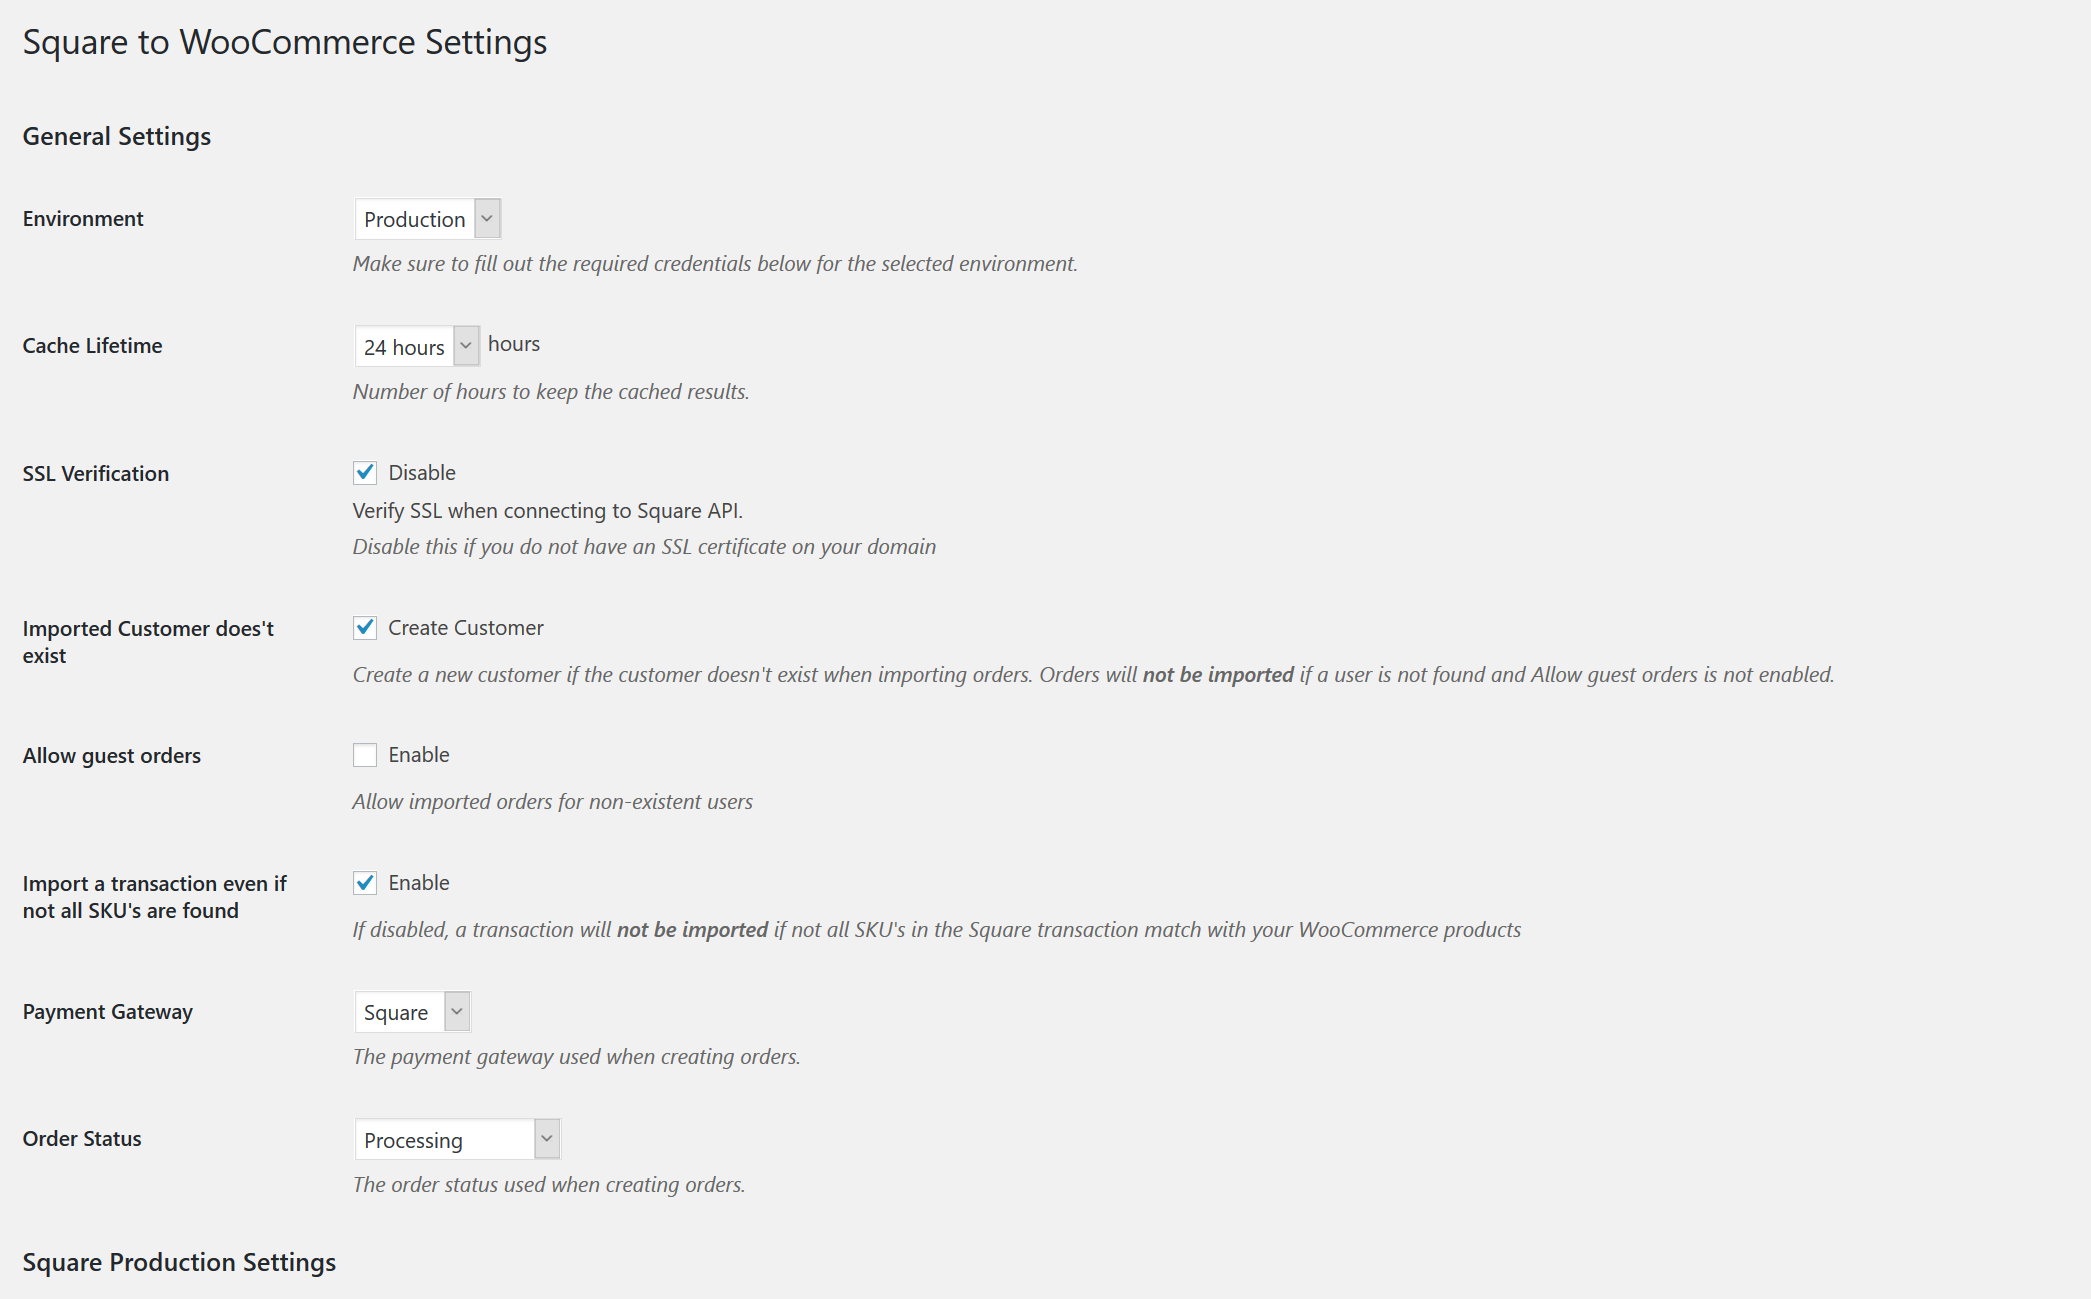 Square to WooCommerce Settings
General Settings
Environment
Production
Make sure to fill out the required credentials below for the selected environment.
Cache Lifetime
24 hours
hours
Number of hours to keep the cached results.
SSL Verification
Disable
Verify SSL when connecting to Square API.
Disable this if you do not have an SSL certificate on your domain
Imported Customer does't
exist
Create Customer
Create a new customer if the customer doesn't exist when importing orders. Orders will not be imported if a user is not found and Allow guest orders is not enabled.
Allow guest orders
Enable
Allow imported orders for non-existent users
Import a transaction even if
not all SKU's are found
Enable
If disabled, a transaction will not be imported if not all SKU's in the Square transaction match with your WooCommerce products
Payment Gateway
Square
The payment gateway used when creating orders.
Order Status
Processing
The order status used when creating orders.
Square Production Settings